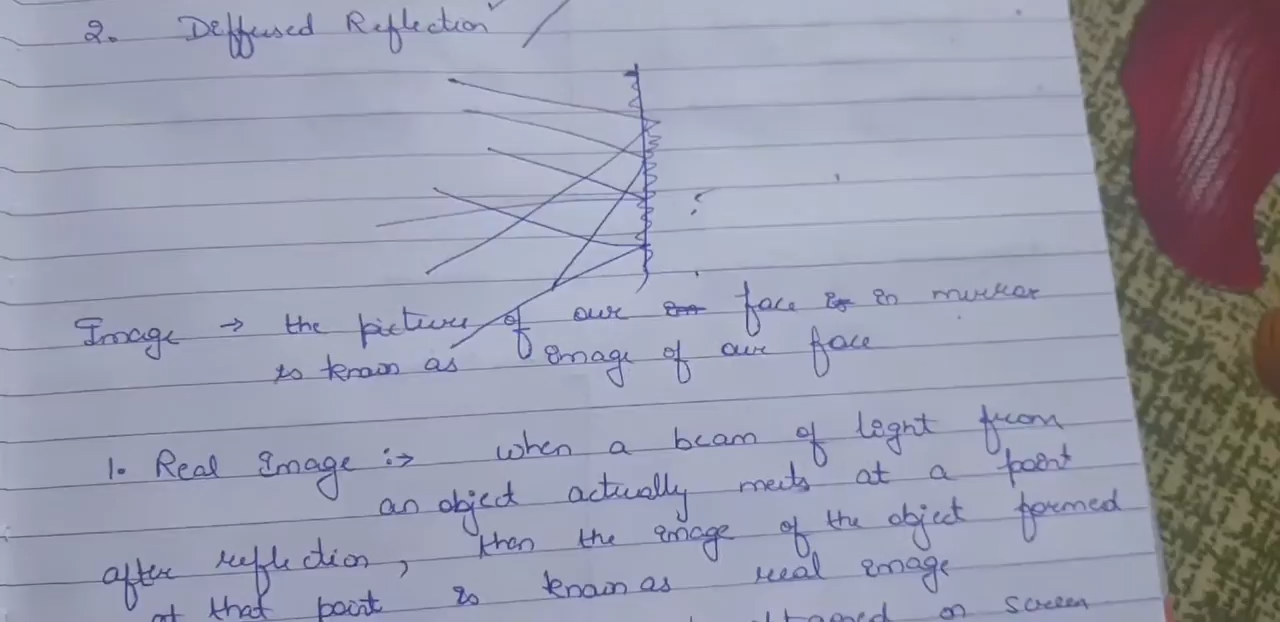 2. Deffused Reflection
Image → the picture of our face in mirror
is known as image of our face
1. Real Image :→ when a beam of light from
an object actually meets at a point
after reflection, then the image of the object formed
at that point is known as real image
on screen